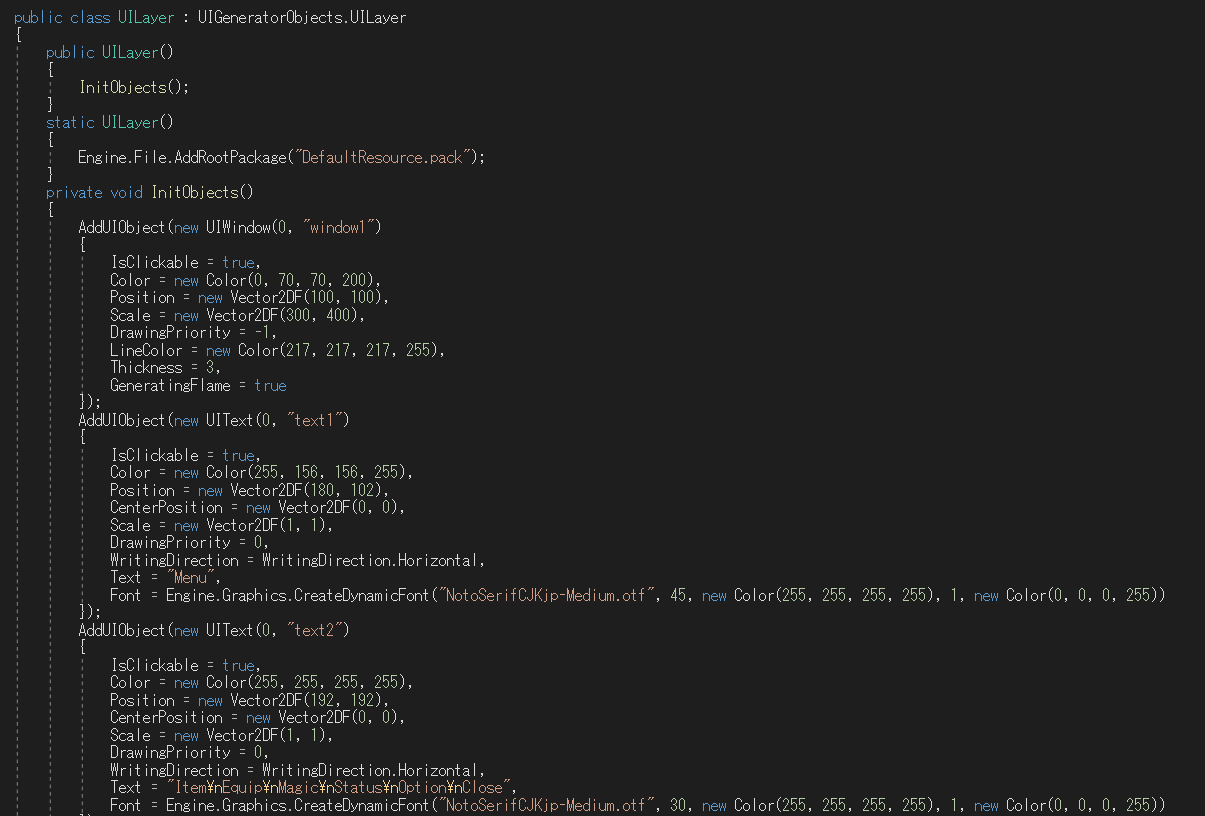 public class UILayer : UIGeneratorObjects.UILayer
{
    public UILayer()
    {
        InitObjects();
    }
    static UILayer()
    {
        Engine.File.AddRootPackage("DefaultResource.pack");
    }
    private void InitObjects()
    {
        AddUIObject(new UIWindow(0, "window1")
        {
            IsClickable = true,
            Color = new Color(0, 70, 70, 200),
            Position = new Vector2DF(100, 100),
            Scale = new Vector2DF(300, 400),
            DrawingPriority = -1,
            LineColor = new Color(217, 217, 217, 255),
            Thickness = 3,
            GeneratingFlame = true
        });
        AddUIObject(new UIText(0, "text1")
        {
            IsClickable = true,
            Color = new Color(255, 156, 156, 255),
            Position = new Vector2DF(180, 102),
            CenterPosition = new Vector2DF(0, 0),
            Scale = new Vector2DF(1, 1),
            DrawingPriority = 0,
            WritingDirection = WritingDirection.Horizontal,
            Text = "Menu",
            Font = Engine.Graphics.CreateDynamicFont("NotoSerifCJKjp-Medium.otf", 45, new Color(255, 255, 255, 255), 1, new Color(0, 0, 0, 255))
        });
        AddUIObject(new UIText(0, "text2")
        {
            IsClickable = true,
            Color = new Color(255, 255, 255, 255),
            Position = new Vector2DF(192, 192),
            CenterPosition = new Vector2DF(0, 0),
            Scale = new Vector2DF(1, 1),
            DrawingPriority = 0,
            WritingDirection = WritingDirection.Horizontal,
            Text = "Item¥nEquip¥nMagic¥nStatus¥nOption¥nClose",
            Font = Engine.Graphics.CreateDynamicFont("NotoSerifCJKjp-Medium.otf", 30, new Color(255, 255, 255, 255), 1, new Color(0, 0, 0, 255))